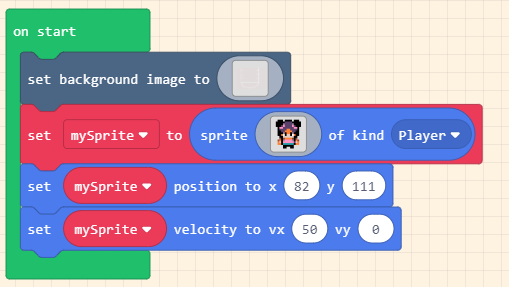 on start
set background image to
set mySprite to sprite of kind Player
set mySprite position to x 82 y 111
set mySprite velocity to vx 50 vy 0